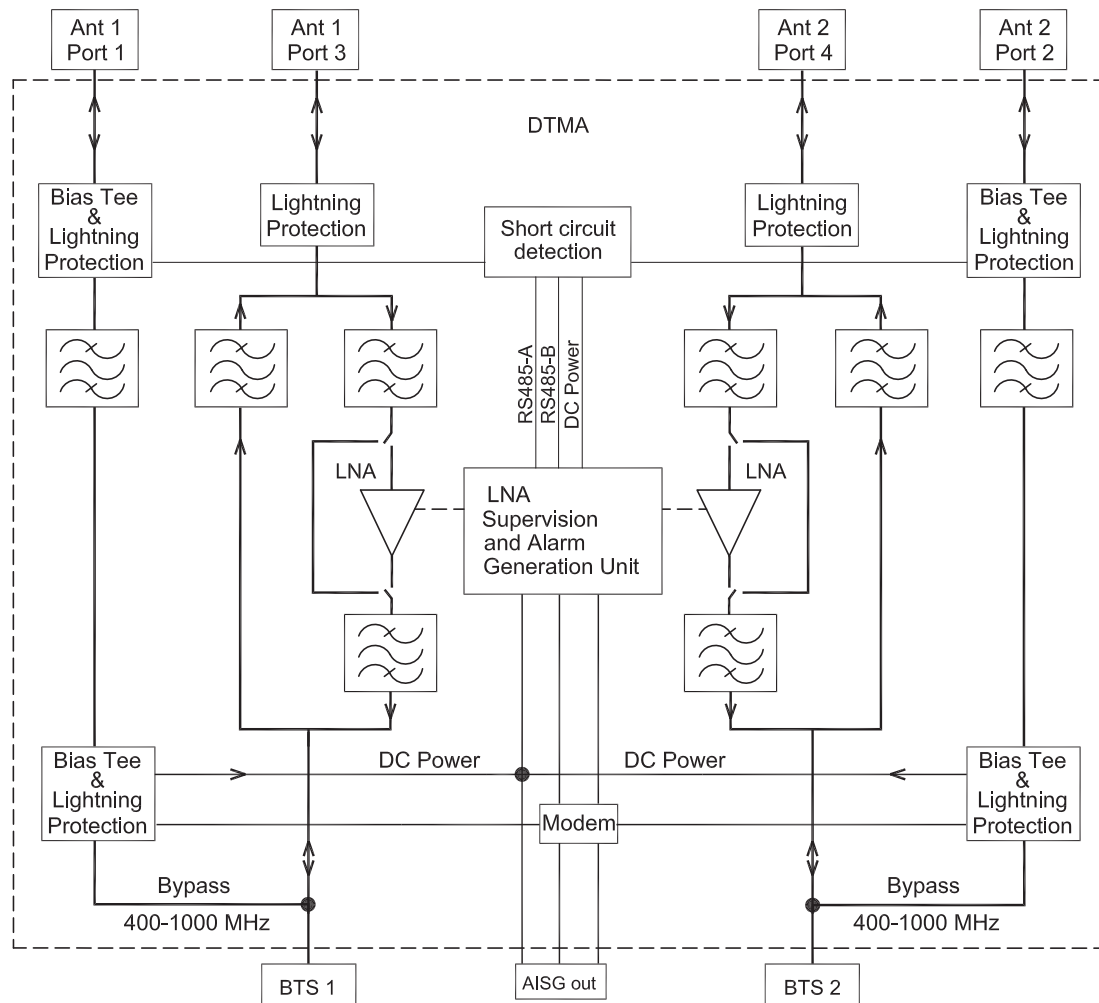 Ant 1
Port 1
Ant 1
Port 3
Ant 2
Port 4
Ant 2
Port 2
DTMA
Bias Tee
&
Lightning
Protection
Lightning
Protection
Short circuit
detection
Lightning
Protection
Bias Tee
&
Lightning
Protection
RS485-A
RS485-B
DC Power
LNA
LNA
Supervision
and Alarm
Generation Unit
LNA
Bias Tee
&
Lightning
Protection
DC Power
DC Power
Bias Tee
&
Lightning
Protection
Modem
Bypass
400-1000 MHz
Bypass
400-1000 MHz
BTS 1
AISG out
BTS 2